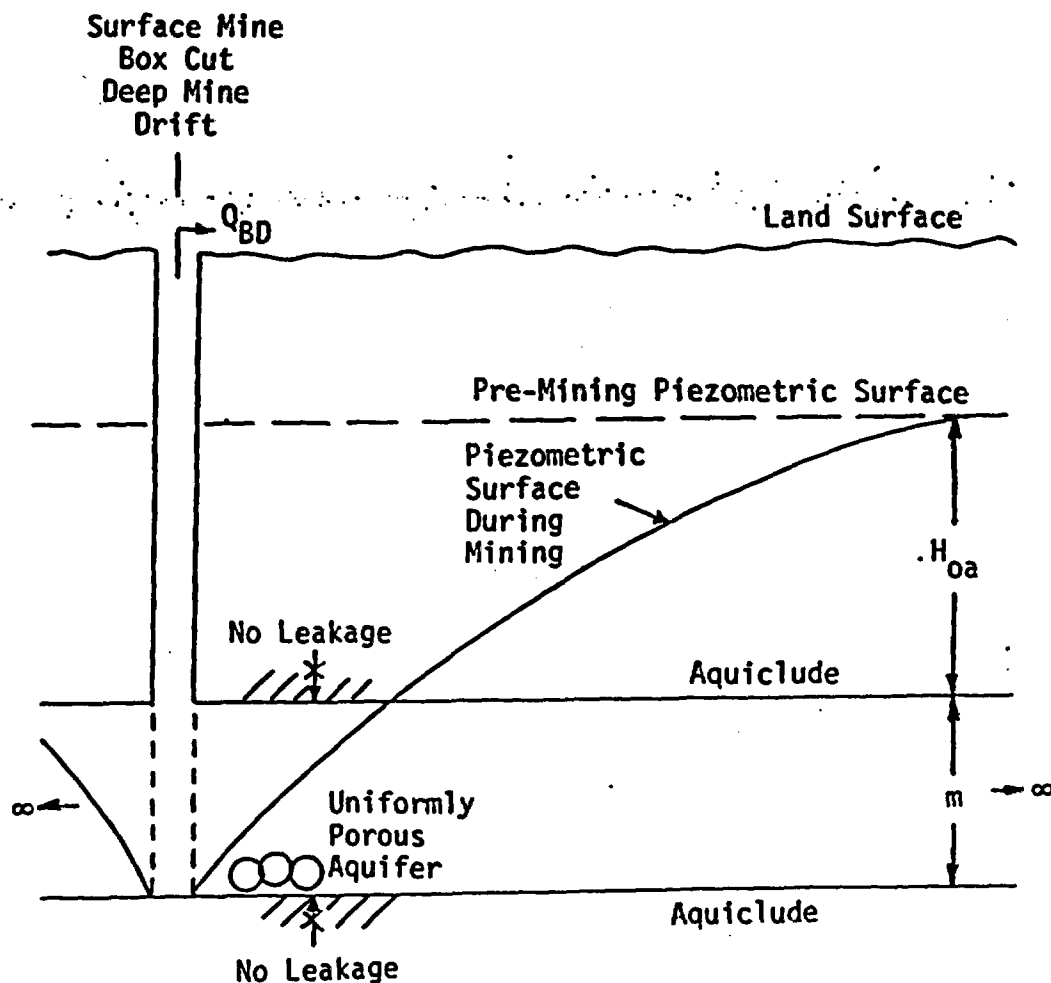 Surface Mine
Box Cut
Deep Mine
Drift
Q_BD
Land Surface
Pre-Mining Piezometric Surface
Piezometric
Surface
During
Mining
H_oa
No Leakage
Aquiclude
∞
Uniformly
Porous
Aquifer
m
∞
Aquiclude
No Leakage